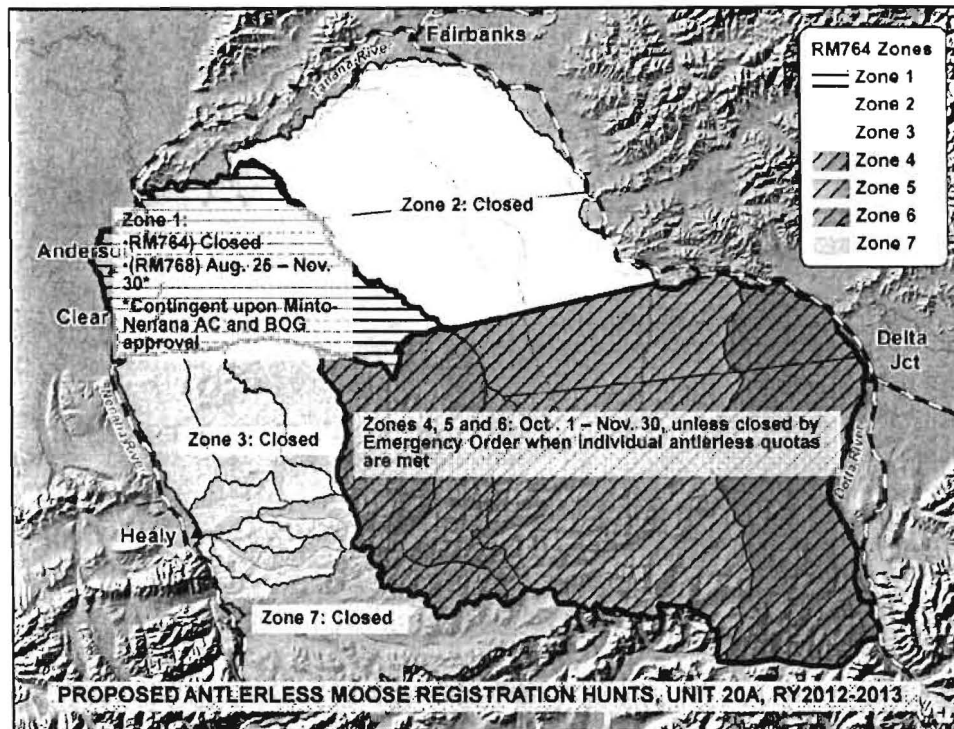 Fairbanks
Tanana River
RM764 Zones
Zone 1
Zone 2
Zone 3
Zone 4
Zone 5
Zone 6
Zone 7
Zone 2: Closed
Zone 1:
•(RM764) Closed
•(RM768) Aug. 25 – Nov.
30*
*Contingent upon Minto-
Nenana AC and BOG
approval
Anderson
Clear
Delta
Jct
Zones 4, 5 and 6: Oct. 1 – Nov. 30, unless closed by
Emergency Order when individual antlerless quotas
are met
Zone 3: Closed
Nenana River
Delta River
Healy
Zone 7: Closed
PROPOSED ANTLERLESS MOOSE REGISTRATION HUNTS, UNIT 20A, RY2012-2013